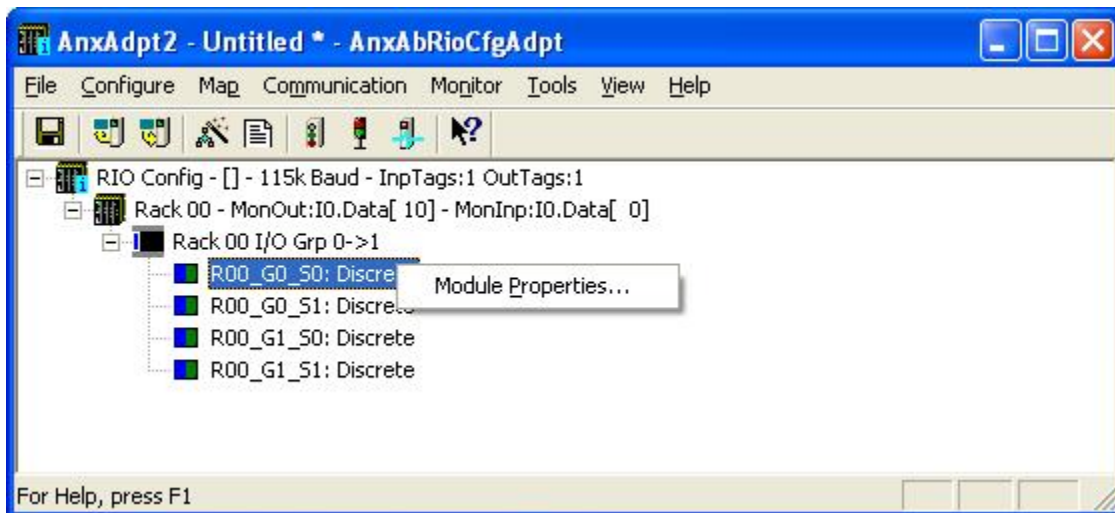 AnxAdpt2 - Untitled * - AnxAbRioCfgAdpt
File Configure Map Communication Monitor Tools View Help
RIO Config - [] - 115k Baud - InpTags:1 OutTags:1
Rack 00 - MonOut:I0.Data[ 10] - MonInp:I0.Data[ 0]
Rack 00 I/O Grp 0->1
R00_G0_S0: Discre
Module Properties...
R00_G0_S1: Discrete
R00_G1_S0: Discrete
R00_G1_S1: Discrete
For Help, press F1